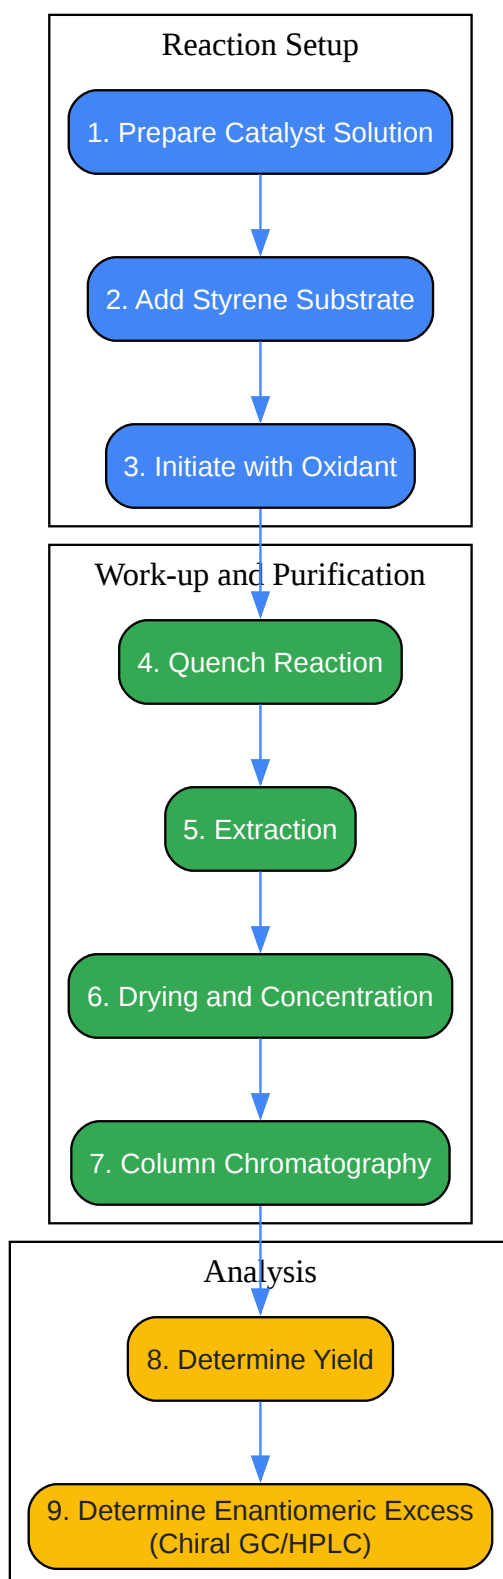 Reaction Setup
1. Prepare Catalyst Solution
2. Add Styrene Substrate
3. Initiate with Oxidant
Work-up and Purification
4. Quench Reaction
5. Extraction
6. Drying and Concentration
7. Column Chromatography
Analysis
8. Determine Yield
9. Determine Enantiomeric Excess
(Chiral GC/HPLC)